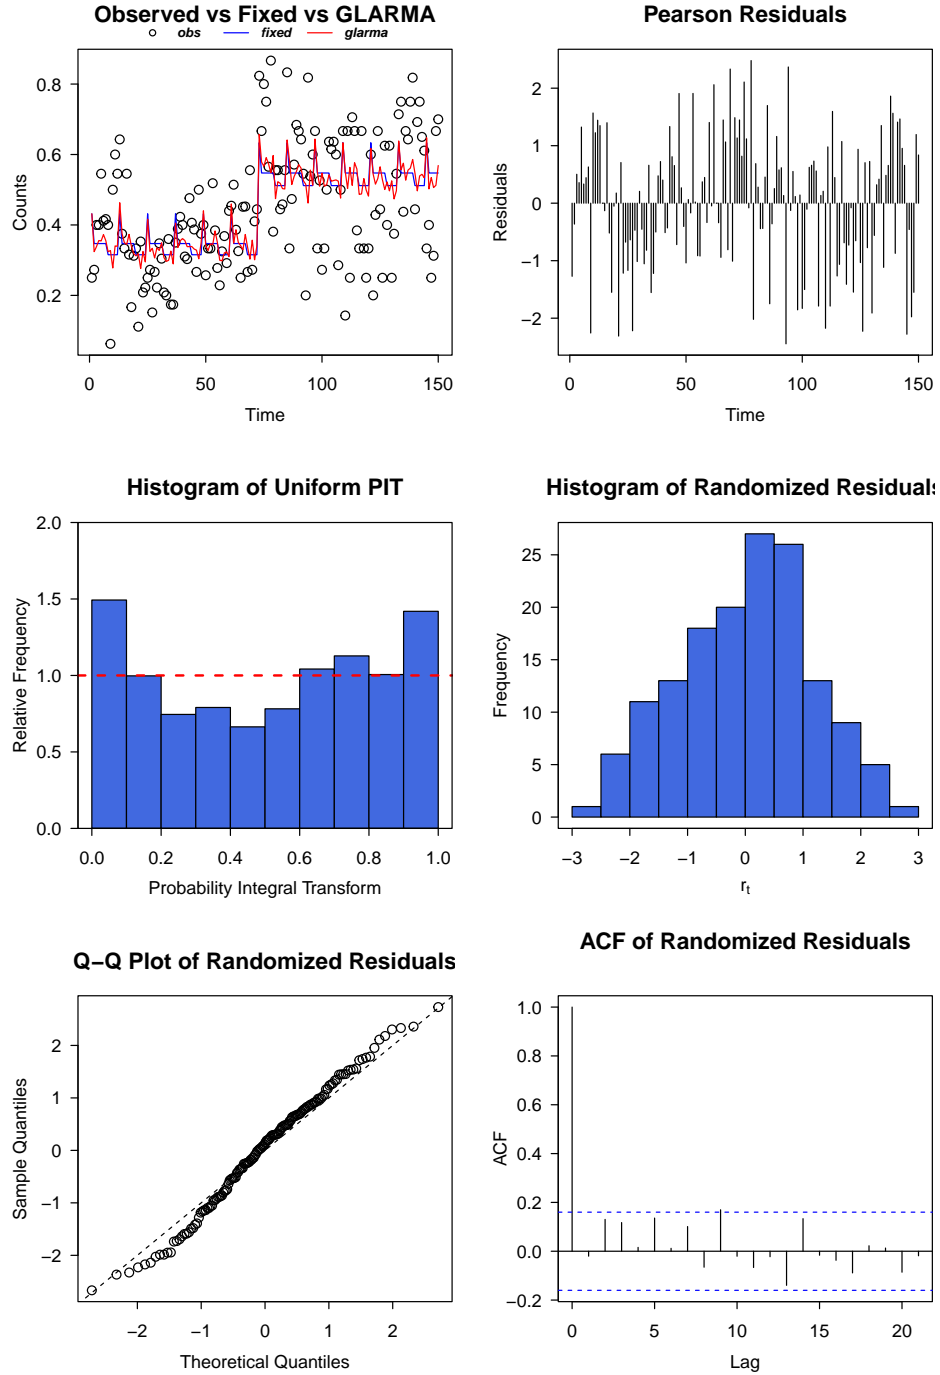 Observed vs Fixed vs GLARMA
obs fixed glarma
Counts
0.8
0.6
0.4
0.2
0 50 100 150
Time
Pearson Residuals
Residuals
2
1
0
−1
−2
0 50 100 150
Time
Histogram of Uniform PIT
Relative Frequency
2.0
1.5
1.0
0.5
0.0
0.0 0.2 0.4 0.6 0.8 1.0
Probability Integral Transform
Histogram of Randomized Residuals
Frequency
25
20
15
10
5
0
−3 −2 −1 0 1 2 3
r_t
Q−Q Plot of Randomized Residuals
Sample Quantiles
2
1
0
−1
−2
−2 −1 0 1 2
Theoretical Quantiles
ACF of Randomized Residuals
ACF
1.0
0.8
0.6
0.4
0.2
0.0
−0.2
0 5 10 15 20
Lag